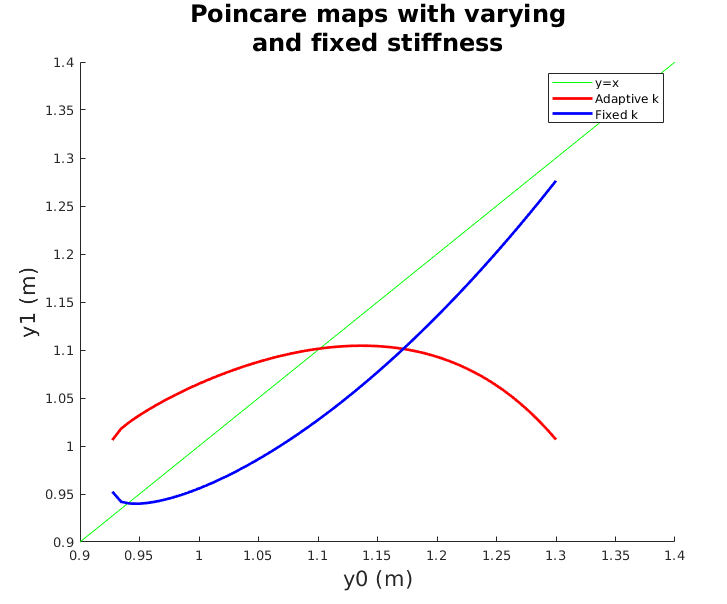 Poincare maps with varying
and fixed stiffness
1.4
1.35
1.3
1.25
1.2
1.15
1.1
1.05
1
0.95
0.9
y1 (m)
y=x
Adaptive k
Fixed k
0.9 0.95 1 1.05 1.1 1.15 1.2 1.25 1.3 1.35 1.4
y0 (m)